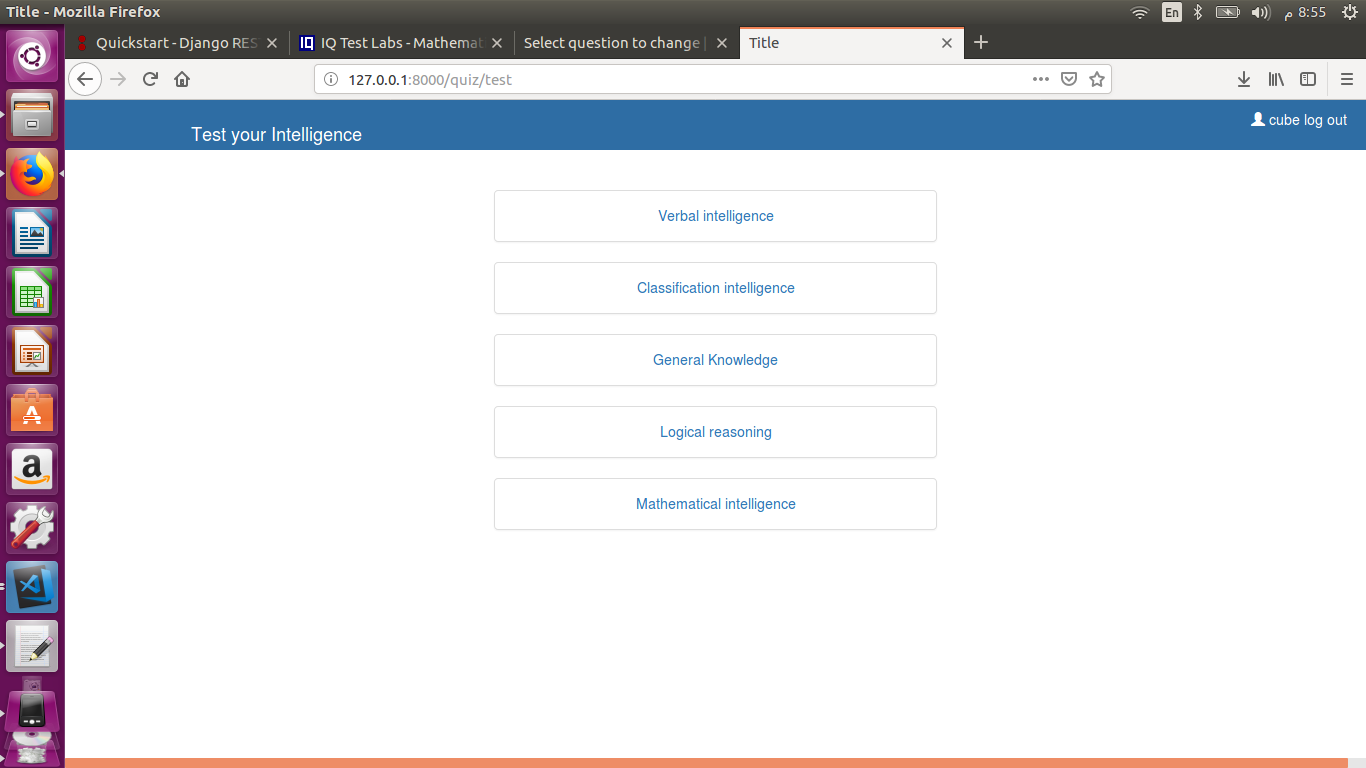 Title - Mozilla Firefox
En
م 8:55
Quickstart - Django RES
IQ
IQ Test Labs - Mathemat
Select question to change |
Title
127.0.0.1:8000/quiz/test
Test your Intelligence
cube log out
Verbal intelligence
Classification intelligence
General Knowledge
Logical reasoning
Mathematical intelligence